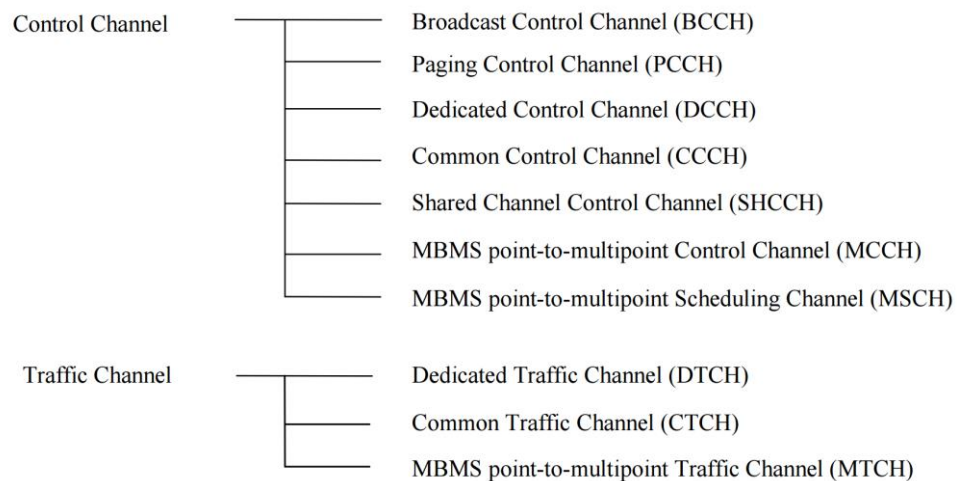 Control Channel
Broadcast Control Channel (BCCH)
Paging Control Channel (PCCH)
Dedicated Control Channel (DCCH)
Common Control Channel (CCCH)
Shared Channel Control Channel (SHCCH)
MBMS point-to-multipoint Control Channel (MCCH)
MBMS point-to-multipoint Scheduling Channel (MSCH)
Traffic Channel
Dedicated Traffic Channel (DTCH)
Common Traffic Channel (CTCH)
MBMS point-to-multipoint Traffic Channel (MTCH)